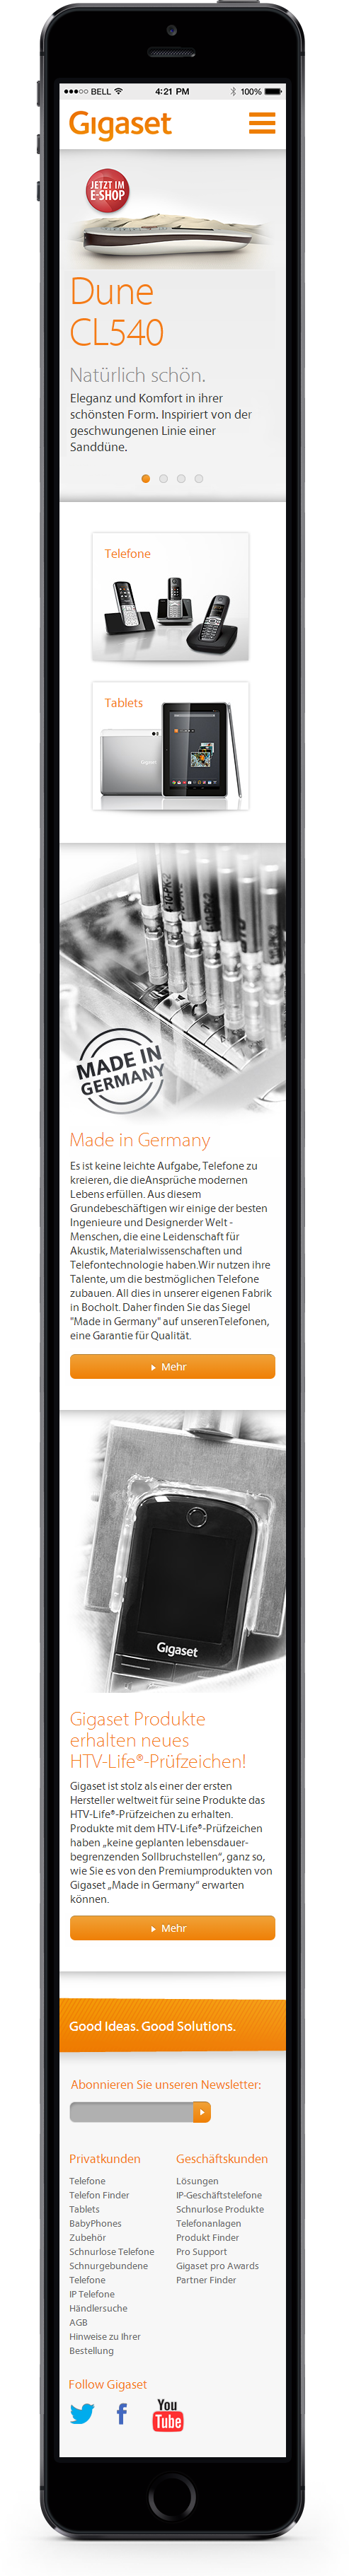 BELL
4:21 PM
100%
Gigaset
JETZT IM
E-SHOP
Dune
CL540
Natürlich schön.
Eleganz und Komfort in ihrer
schönsten Form. Inspiriert von der
geschwungenen Linie einer
Sanddüne.
Telefone
Tablets
Gigaset
10-PK-2
MADE IN
GERMANY
Made in Germany
Es ist keine leichte Aufgabe, Telefone zu
kreieren, die dieAnsprüche modernen
Lebens erfüllen. Aus diesem
Grundebeschäftigen wir einige der besten
Ingenieure und Designerder Welt -
Menschen, die eine Leidenschaft für
Akustik, Materialwissenschaften und
Telefontechnologie haben.Wir nutzen ihre
Talente, um die bestmöglichen Telefone
zubauen. All dies in unserer eigenen Fabrik
in Bocholt. Daher finden Sie das Siegel
"Made in Germany" auf unserenTelefonen,
eine Garantie für Qualität.
Mehr
Gigaset
Gigaset Produkte
erhalten neues
HTV-Life®-Prüfzeichen!
Gigaset ist stolz als einer der ersten
Hersteller weltweit für seine Produkte das
HTV-Life®-Prüfzeichen zu erhalten.
Produkte mit dem HTV-Life®-Prüfzeichen
haben „keine geplanten lebensdauer-
begrenzenden Sollbruchstellen“, ganz so,
wie Sie es von den Premiumprodukten von
Gigaset „Made in Germany“ erwarten
können.
Mehr
Good Ideas. Good Solutions.
Abonnieren Sie unseren Newsletter:
Privatkunden
Telefone
Telefon Finder
Tablets
BabyPhones
Zubehör
Schnurlose Telefone
Schnurgebundene
Telefone
IP Telefone
Händlersuche
AGB
Hinweise zu Ihrer
Bestellung
Geschäftskunden
Lösungen
IP-Geschäftstelefone
Schnurlose Produkte
Telefonanlagen
Produkt Finder
Pro Support
Gigaset pro Awards
Partner Finder
Follow Gigaset
You
Tube